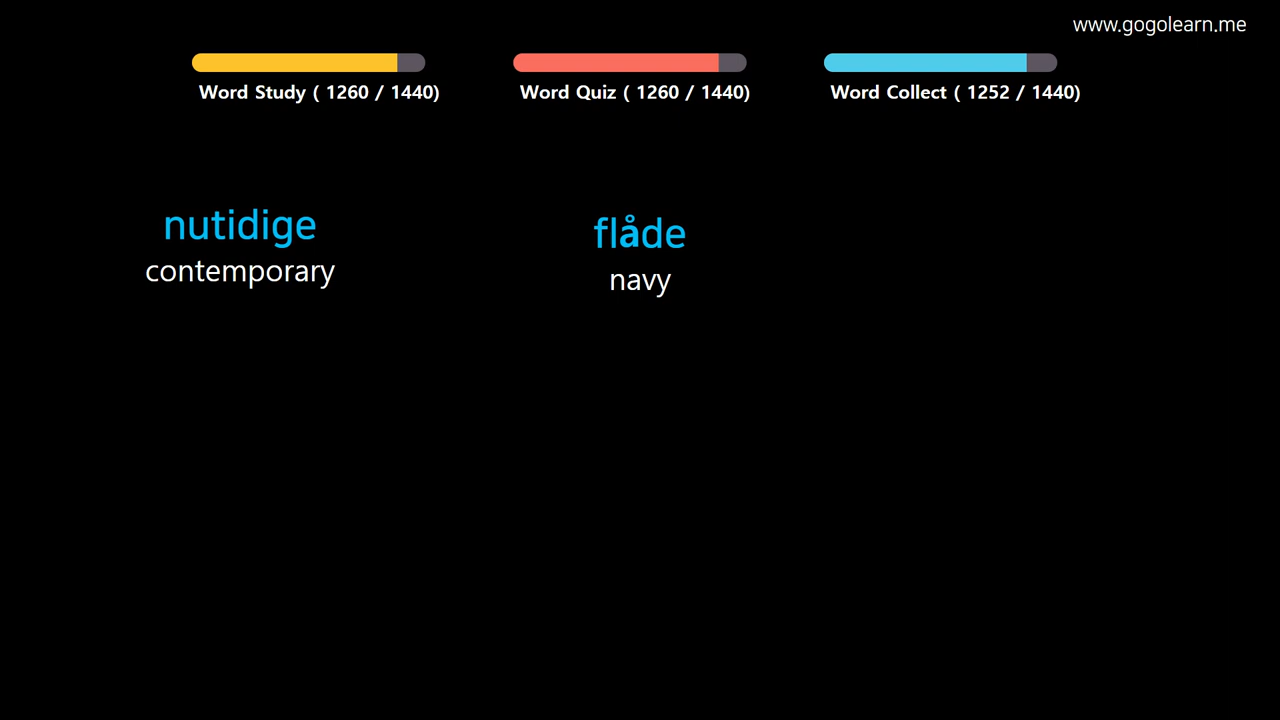 www.gogolearn.me
Word Study ( 1260 / 1440)
Word Quiz ( 1260 / 1440)
Word Collect ( 1252 / 1440)
nutidige
contemporary
flåde
navy